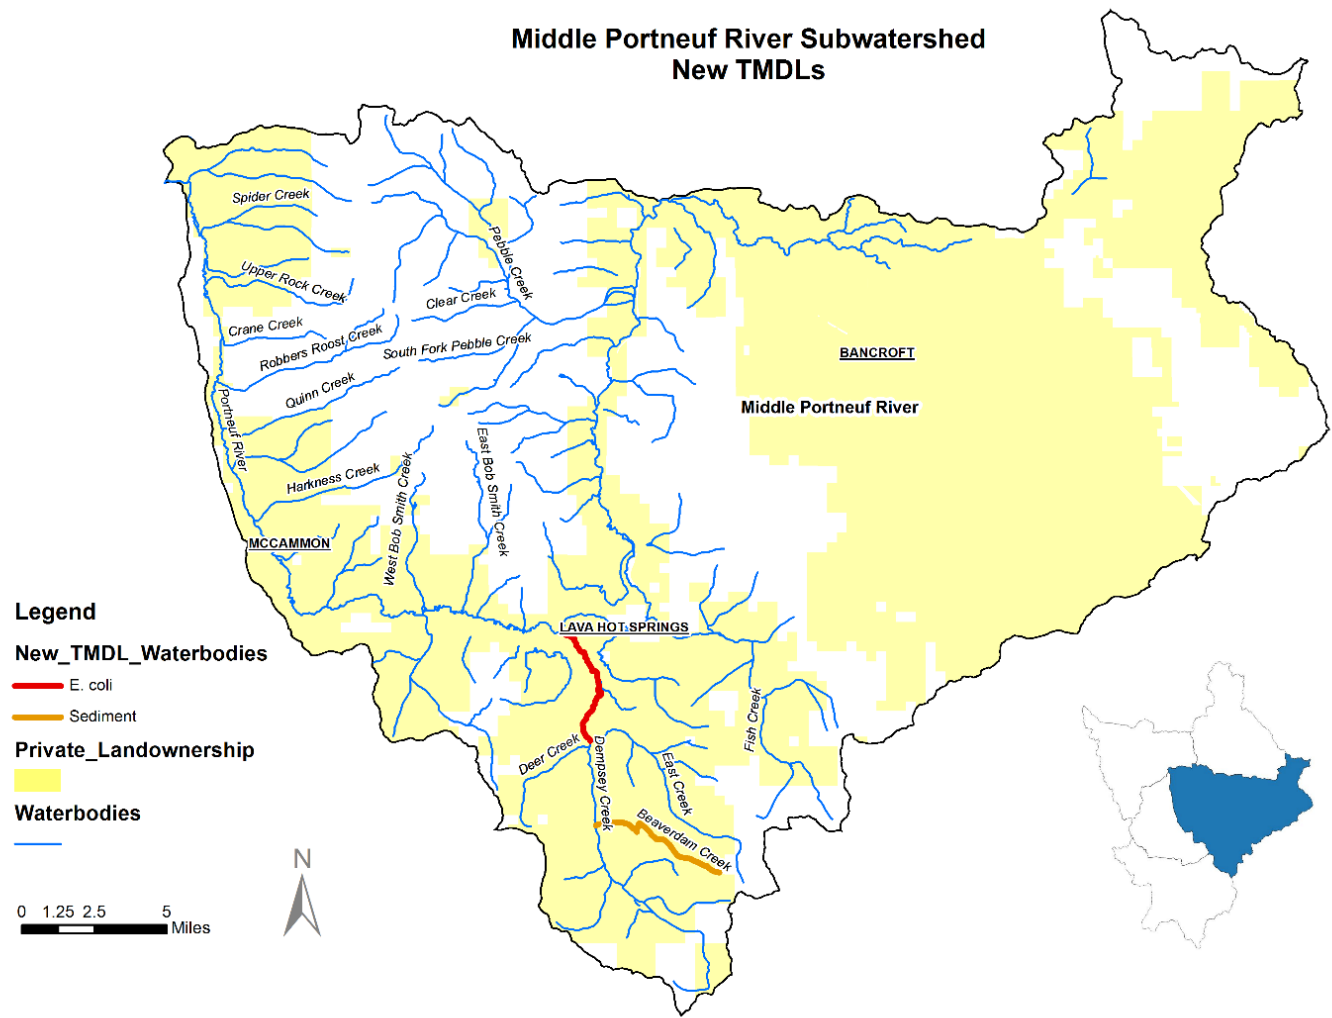 Middle Portneuf River Subwatershed
New TMDLs
Spider Creek
Pebble Creek
Upper Rock Creek
Clear Creek
Crane Creek
Robbers Roost Creek
South Fork Pebble Creek
BANCROFT
Quinn Creek
Middle Portneuf River
Portneuf River
East Bob Smith Creek
West Bob Smith Creek
Harkness Creek
MCCAMMON
LAVA HOT SPRINGS
Fish Creek
Deer Creek
Dempsey Creek
East Creek
Beaverdam Creek
Legend
New_TMDL_Waterbodies
E. coli
Sediment
Private_Landownership
Waterbodies
N
0 1.25 2.5 5
Miles